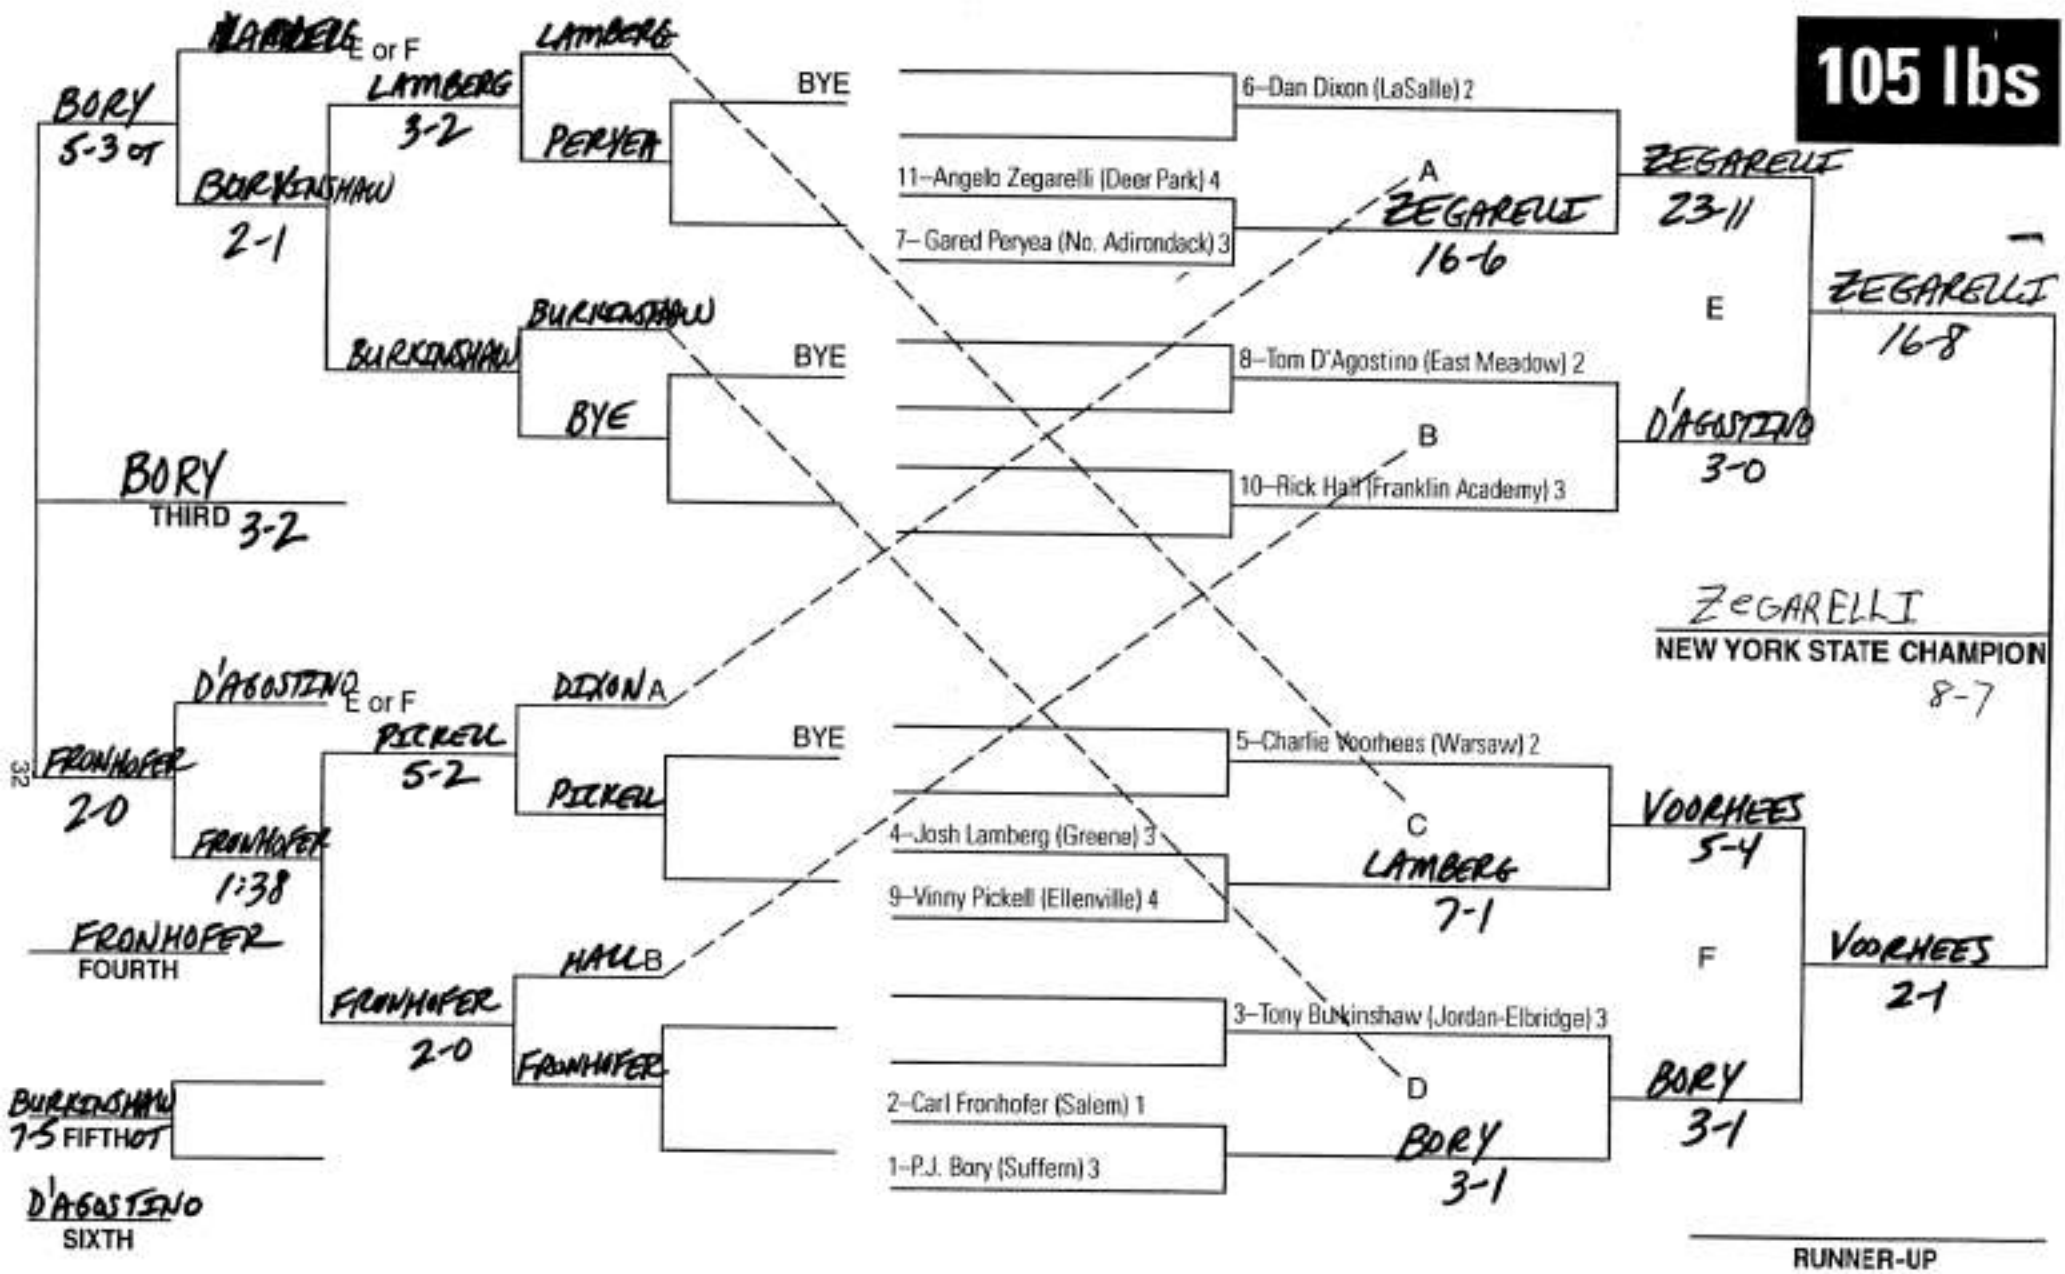 105 lbs
LAMBERG
E or F
BORY
5-3 OT
BORKINSHAW
2-1
LAMBERG
3-2
BURKINSHAW
LAMBERG
PERYEA
BURKINSHAW
BYE
BYE
BYE
BORY
THIRD 3-2
D'AGOSTINO
E or F
FRONHOFER
2-0
FRONHOFER
1:38
PICKELL
5-2
FRONHOFER
2-0
DIXON A
PICKELL
BYE
HALL B
FRONHOFER
FRONHOFER
FOURTH
BURKINSHAW
7-5 FIFTH OT
D'AGOSTINO
SIXTH
32
6–Dan Dixon (LaSalle) 2
11–Angelo Zegarelli (Deer Park) 4
7– Gared Peryea (No. Adirondack) 3
8–Tom D'Agostino (East Meadow) 2
10–Rick Hall (Franklin Academy) 3
5–Charlie Voorhees (Warsaw) 2
4–Josh Lamberg (Greene) 3
9–Vinny Pickell (Ellenville) 4
3–Tony Burkinshaw (Jordan-Elbridge) 3
2–Carl Fronhofer (Salem) 1
1–P.J. Bory (Suffern) 3
A
ZEGARELLI
16-6
B
C
LAMBERG
7-1
D
BORY
3-1
ZEGARELLI
23-11
E
D'AGOSTINO
3-0
VOORHEES
5-4
F
BORY
3-1
ZEGARELLI
16-8
ZEGARELLI
NEW YORK STATE CHAMPION
8-7
VOORHEES
2-1
RUNNER-UP